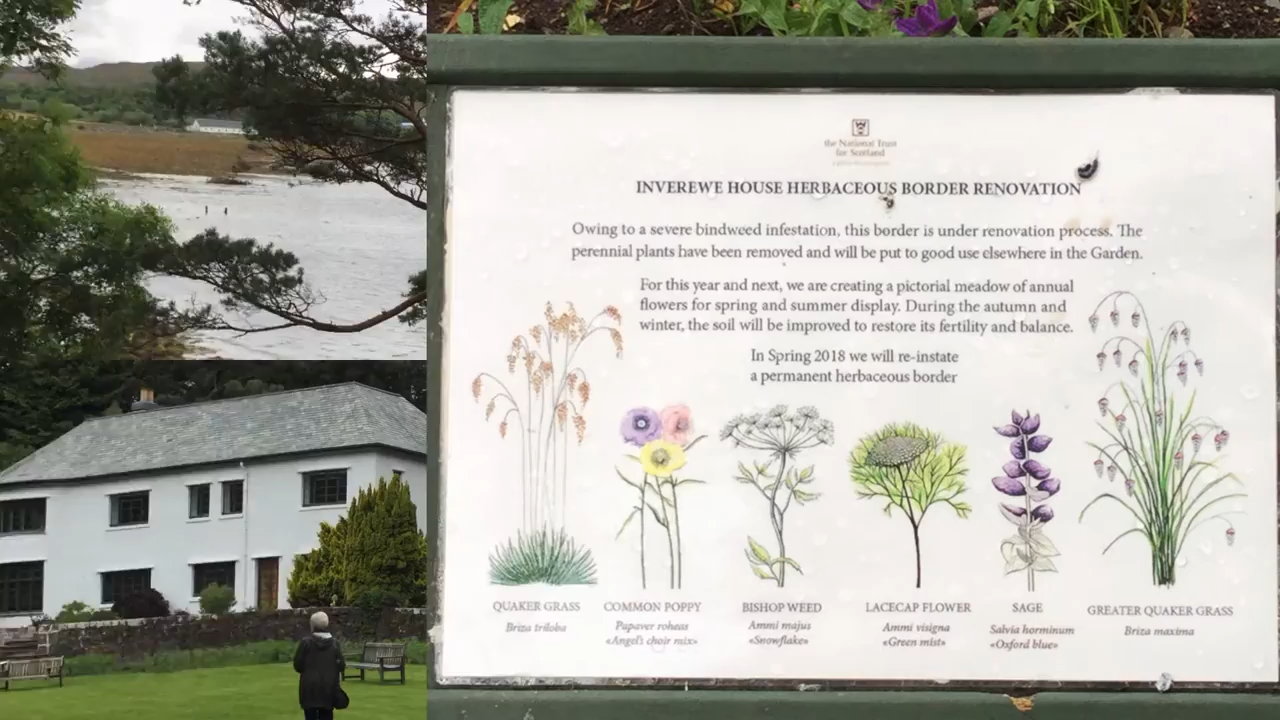 the National Trust
for Scotland
INVEREWE HOUSE HERBACEOUS BORDER RENOVATION
Owing to a severe bindweed infestation, this border is under renovation process. The
perennial plants have been removed and will be put to good use elsewhere in the Garden.
For this year and next, we are creating a pictorial meadow of annual
flowers for spring and summer display. During the autumn and
winter, the soil will be improved to restore its fertility and balance.
In Spring 2018 we will re-instate
a permanent herbaceous border
QUAKER GRASS
Briza triloba
COMMON POPPY
Papaver roheas
«Angel's choir mix»
BISHOP WEED
Ammi majus
«Snowflake»
LACECAP FLOWER
Ammi visigna
«Green mist»
SAGE
Salvia horminum
«Oxford blue»
GREATER QUAKER GRASS
Briza maxima